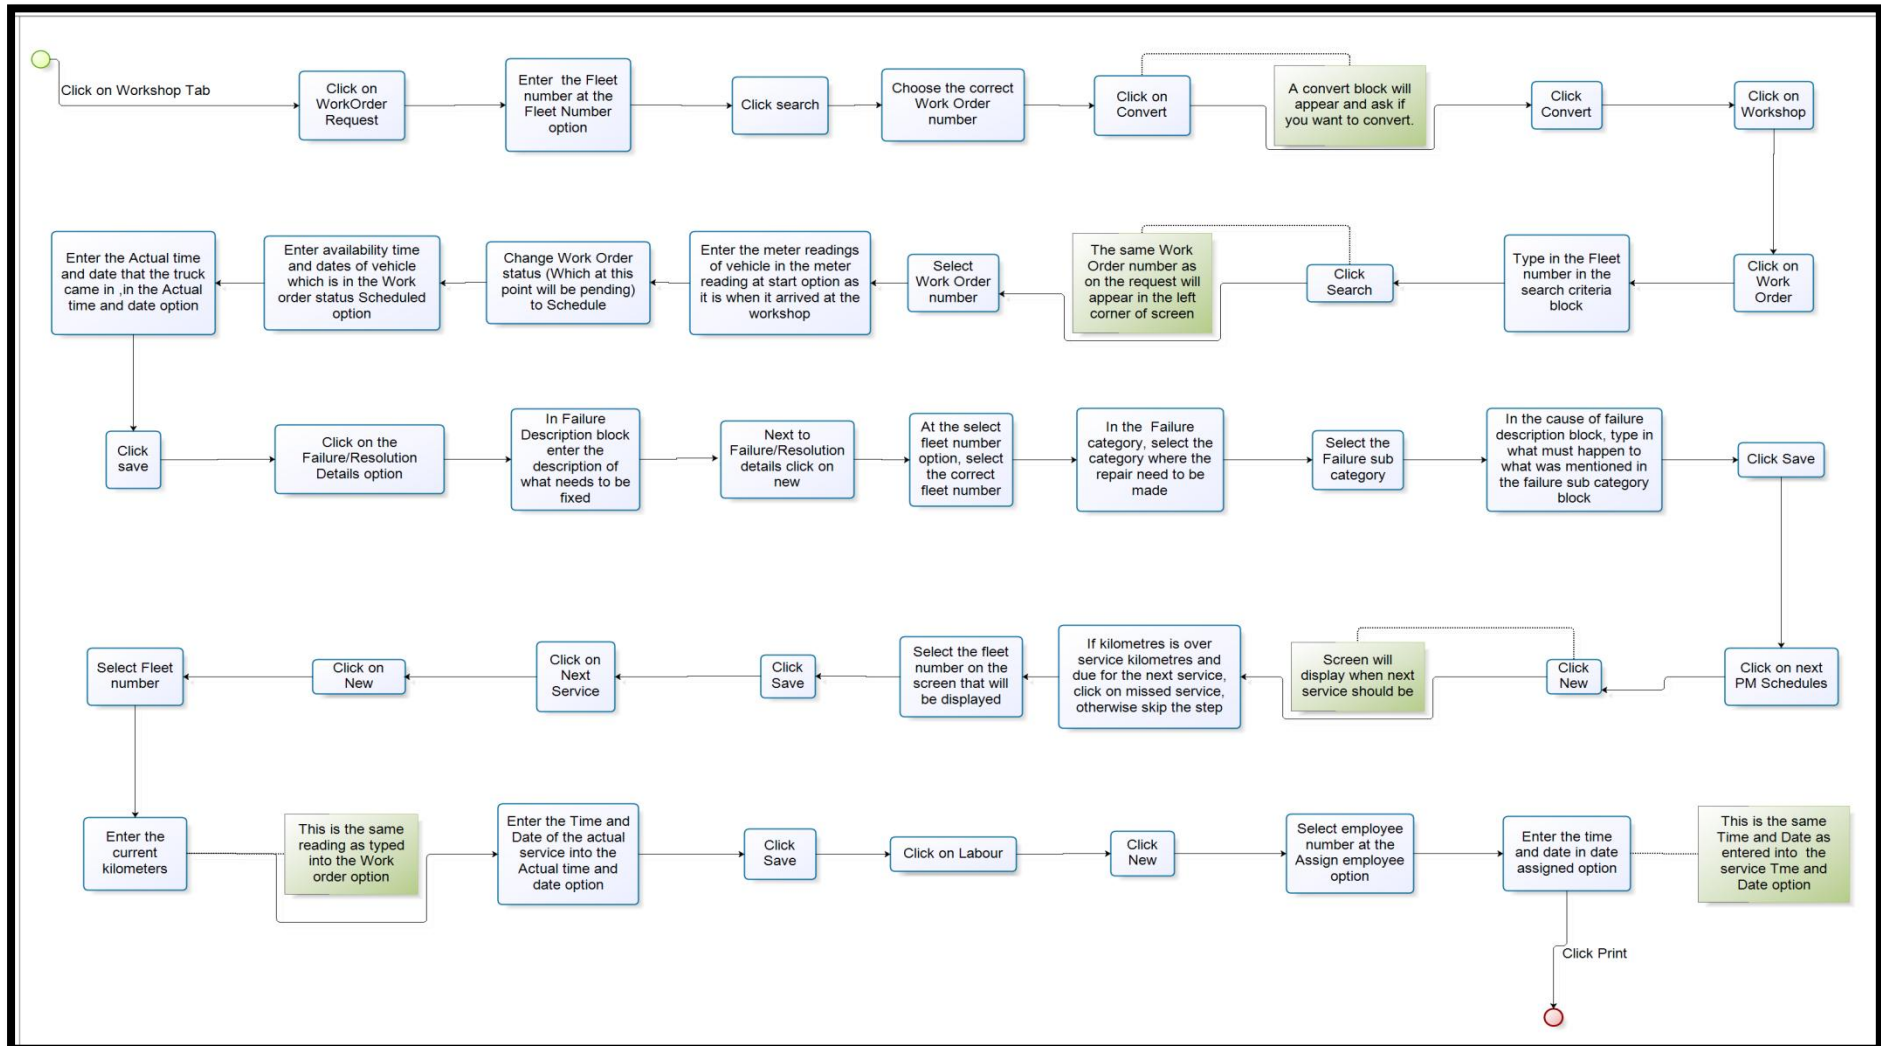 Click on Workshop Tab
Click on
WorkOrder
Request
Enter the Fleet
number at the
Fleet Number
option
Click search
Choose the correct
Work Order
number
Click on
Convert
A convert block will
appear and ask if
you want to convert.
Click
Convert
Click on
Workshop
Click on
Work
Order
Type in the Fleet
number in the
search criteria
block
Click
Search
The same Work
Order number as
on the request will
appear in the left
corner of screen
Select
Work Order
number
Enter the meter readings
of vehicle in the meter
reading at start option as
it is when it arrived at the
workshop
Change Work Order
status (Which at this
point will be pending)
to Schedule
Enter availability time
and dates of vehicle
which is in the Work
order status Scheduled
option
Enter the Actual time
and date that the truck
came in ,in the Actual
time and date option
Click
save
Click on the
Failure/Resolution
Details option
In Failure
Description block
enter the
description of
what needs to be
fixed
Next to
Failure/Resolution
details click on
new
At the select
fleet number
option, select
the correct
fleet number
In the Failure
category, select the
category where the
repair need to be
made
Select the
Failure sub
category
In the cause of failure
description block, type in
what must happen to
what was mentioned in
the failure sub category
block
Click Save
Click on next
PM Schedules
Click
New
Screen will
display when next
service should be
If kilometres is over
service kilometres and
due for the next service,
click on missed service,
otherwise skip the step
Select the fleet
number on the
screen that will
be displayed
Click
Save
Click on
Next
Service
Click on
New
Select Fleet
number
Enter the
current
kilometers
This is the same
reading as typed
into the Work
order option
Enter the Time and
Date of the actual
service into the
Actual time and
date option
Click
Save
Click on Labour
Click
New
Select employee
number at the
Assign employee
option
Enter the time
and date in date
assigned option
This is the same
Time and Date as
entered into the
service Tme and
Date option
Click Print